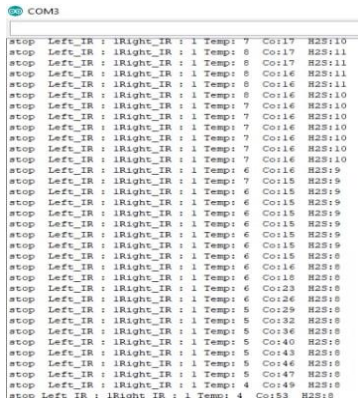 COM3
stop Left_IR : 1Right_IR : 1 Temp: 7 Co:17 H2S:10
stop Left_IR : 1Right_IR : 1 Temp: 7 Co:17 H2S:11
stop Left_IR : 1Right_IR : 1 Temp: 8 Co:17 H2S:11
stop Left_IR : 1Right_IR : 1 Temp: 8 Co:16 H2S:11
stop Left_IR : 1Right_IR : 1 Temp: 8 Co:16 H2S:11
stop Left_IR : 1Right_IR : 1 Temp: 8 Co:16 H2S:10
stop Left_IR : 1Right_IR : 1 Temp: 7 Co:16 H2S:10
stop Left_IR : 1Right_IR : 1 Temp: 7 Co:16 H2S:10
stop Left_IR : 1Right_IR : 1 Temp: 7 Co:16 H2S:10
stop Left_IR : 1Right_IR : 1 Temp: 7 Co:16 H2S:10
stop Left_IR : 1Right_IR : 1 Temp: 7 Co:16 H2S:10
stop Left_IR : 1Right_IR : 1 Temp: 7 Co:16 H2S:10
stop Left_IR : 1Right_IR : 1 Temp: 6 Co:16 H2S:9
stop Left_IR : 1Right_IR : 1 Temp: 7 Co:15 H2S:9
stop Left_IR : 1Right_IR : 1 Temp: 6 Co:15 H2S:9
stop Left_IR : 1Right_IR : 1 Temp: 6 Co:15 H2S:9
stop Left_IR : 1Right_IR : 1 Temp: 6 Co:15 H2S:9
stop Left_IR : 1Right_IR : 1 Temp: 6 Co:15 H2S:9
stop Left_IR : 1Right_IR : 1 Temp: 6 Co:15 H2S:9
stop Left_IR : 1Right_IR : 1 Temp: 6 Co:15 H2S:8
stop Left_IR : 1Right_IR : 1 Temp: 6 Co:16 H2S:8
stop Left_IR : 1Right_IR : 1 Temp: 6 Co:18 H2S:8
stop Left_IR : 1Right_IR : 1 Temp: 6 Co:23 H2S:8
stop Left_IR : 1Right_IR : 1 Temp: 6 Co:26 H2S:8
stop Left_IR : 1Right_IR : 1 Temp: 5 Co:29 H2S:8
stop Left_IR : 1Right_IR : 1 Temp: 5 Co:32 H2S:8
stop Left_IR : 1Right_IR : 1 Temp: 5 Co:36 H2S:8
stop Left_IR : 1Right_IR : 1 Temp: 5 Co:40 H2S:8
stop Left_IR : 1Right_IR : 1 Temp: 5 Co:43 H2S:8
stop Left_IR : 1Right_IR : 1 Temp: 5 Co:46 H2S:8
stop Left_IR : 1Right_IR : 1 Temp: 5 Co:47 H2S:8
stop Left_IR : 1Right_IR : 1 Temp: 4 Co:49 H2S:8
stop Left_IR : 1Right_IR : 1 Temp: 4 Co:53 H2S:8